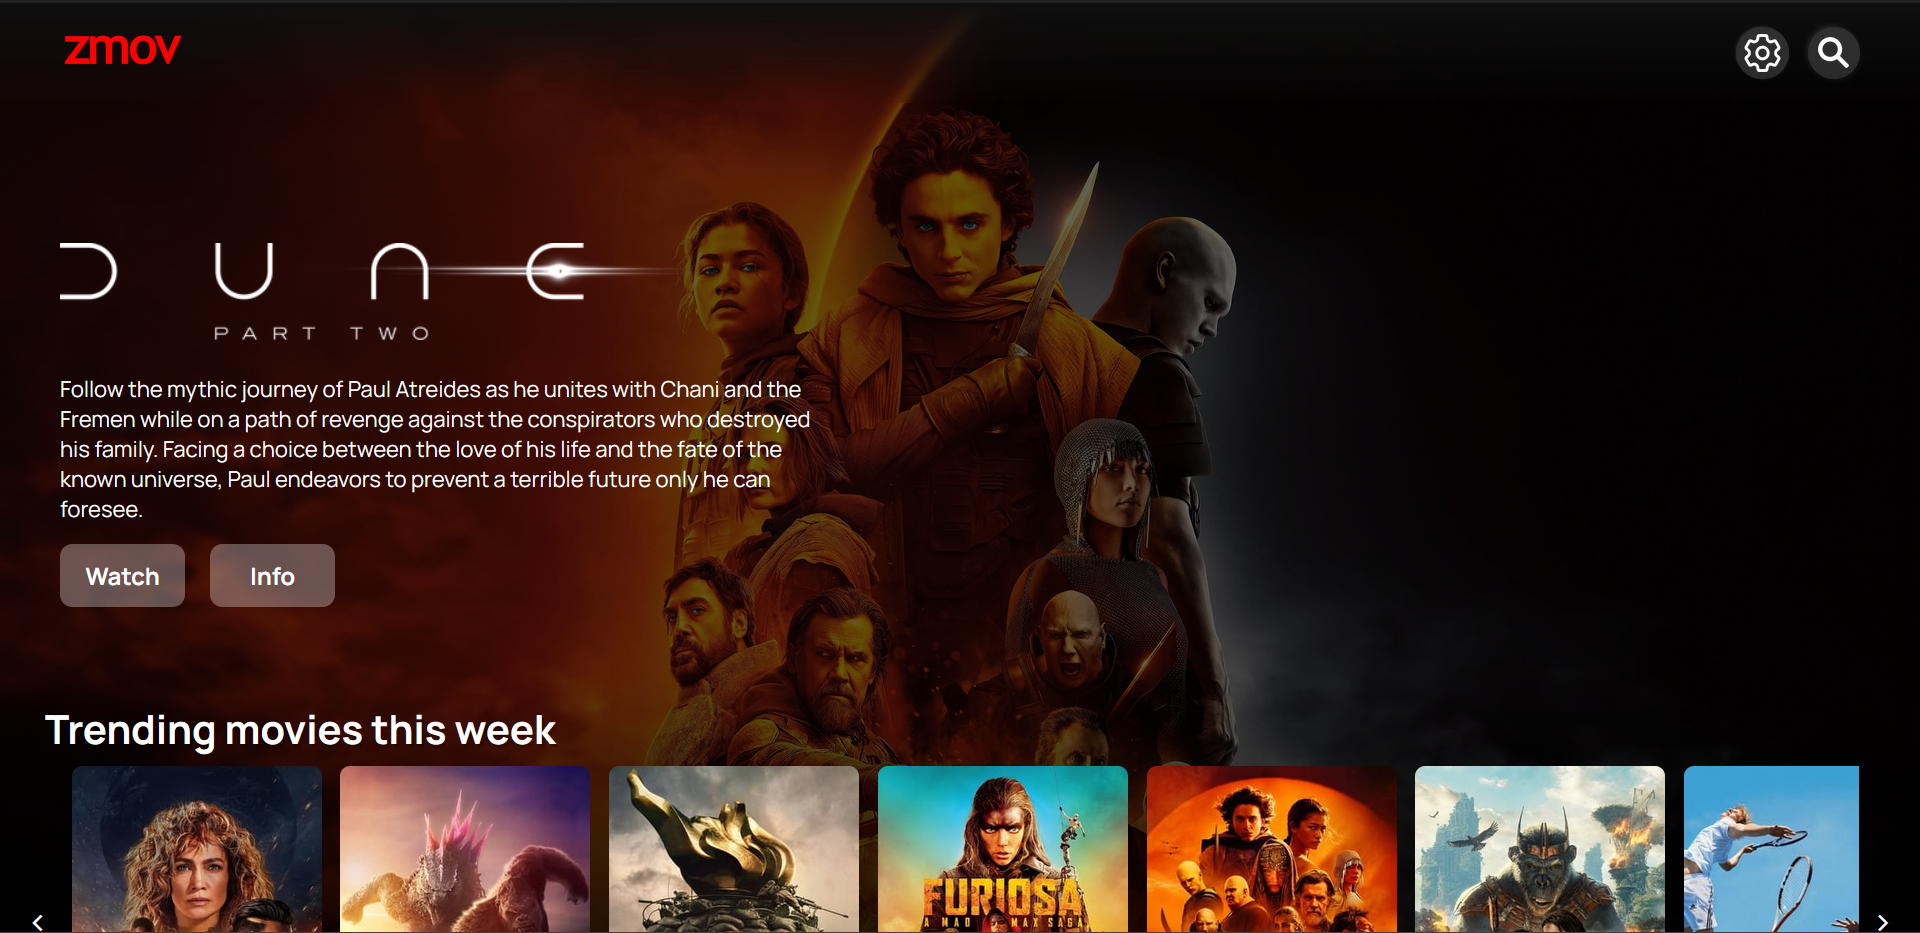 zmov
DUNE
PART TWO
Follow the mythic journey of Paul Atreides as he unites with Chani and the
Fremen while on a path of revenge against the conspirators who destroyed
his family. Facing a choice between the love of his life and the fate of the
known universe, Paul endeavors to prevent a terrible future only he can
foresee.
Watch Info
Trending movies this week
FURIOSA
A MAD MAX SAGA